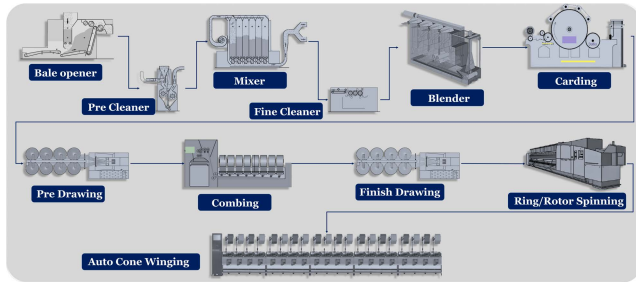 Bale opener
Pre Cleaner
Mixer
Fine Cleaner
Blender
Carding
Pre Drawing
Combing
Finish Drawing
Ring/Rotor Spinning
Auto Cone Winging